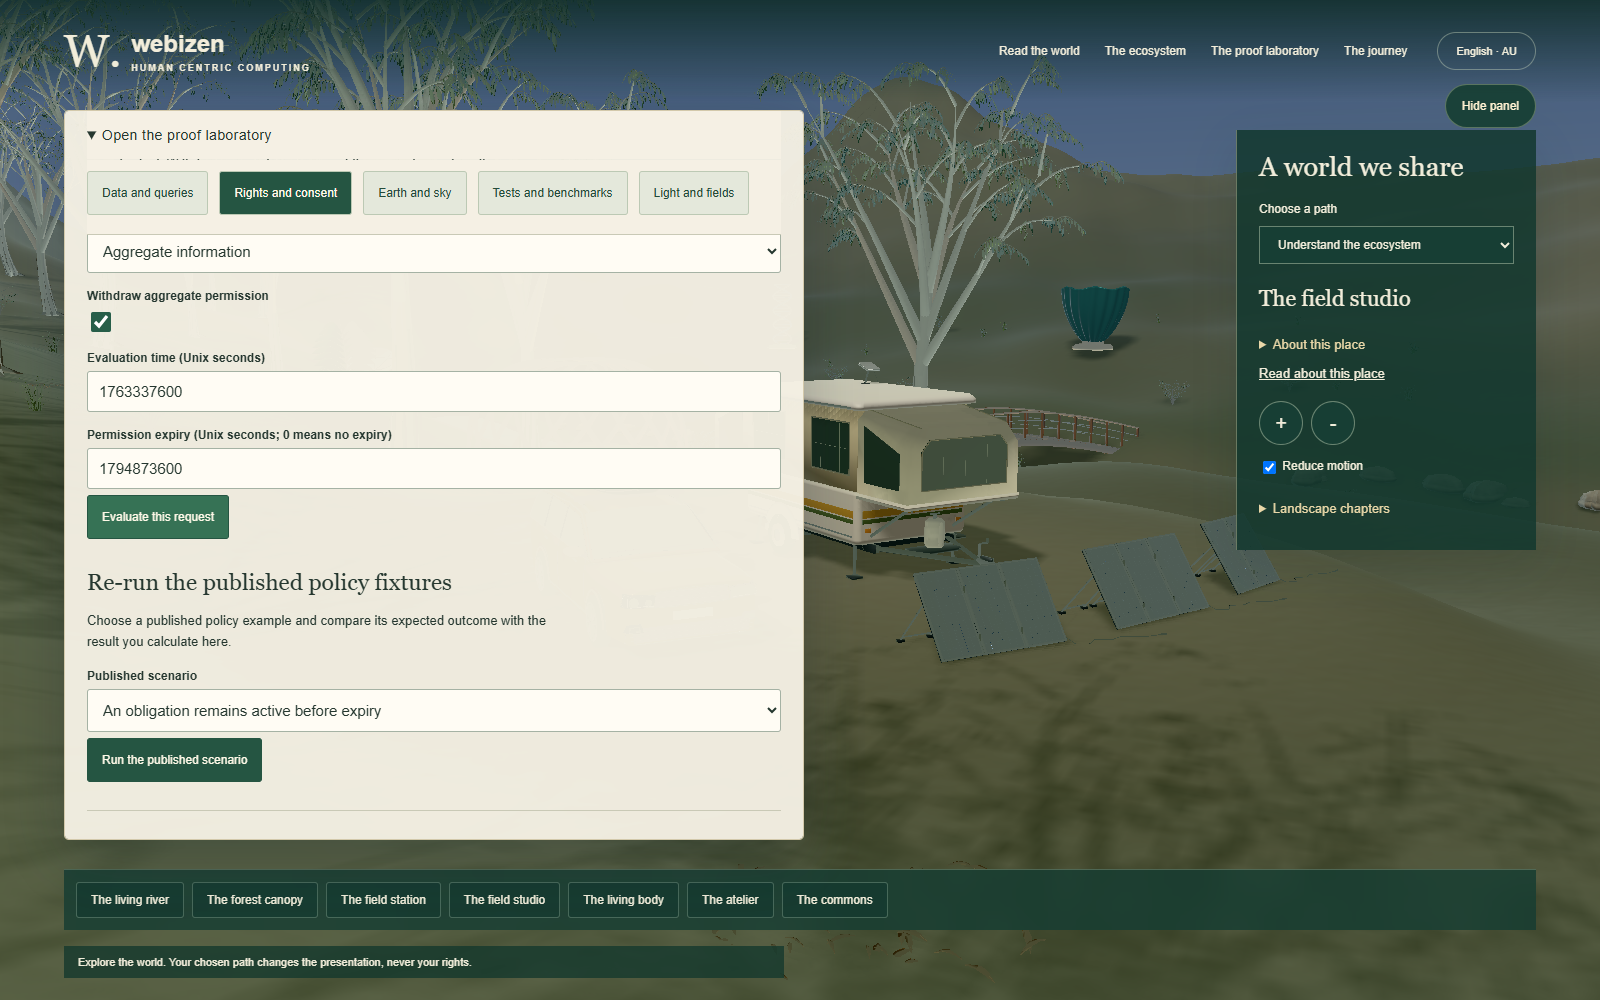 W.
webizen
HUMAN CENTRIC COMPUTING
Read the world
The ecosystem
The proof laboratory
The journey
English · AU
Hide panel
Open the proof laboratory
Data and queries
Rights and consent
Earth and sky
Tests and benchmarks
Light and fields
Aggregate information
Withdraw aggregate permission
Evaluation time (Unix seconds)
1763337600
Permission expiry (Unix seconds; 0 means no expiry)
1794873600
Evaluate this request
Re-run the published policy fixtures
Choose a published policy example and compare its expected outcome with the
result you calculate here.
Published scenario
An obligation remains active before expiry
Run the published scenario
A world we share
Choose a path
Understand the ecosystem
The field studio
About this place
Read about this place
+
-
Reduce motion
Landscape chapters
The living river
The forest canopy
The field station
The field studio
The living body
The atelier
The commons
Explore the world. Your chosen path changes the presentation, never your rights.